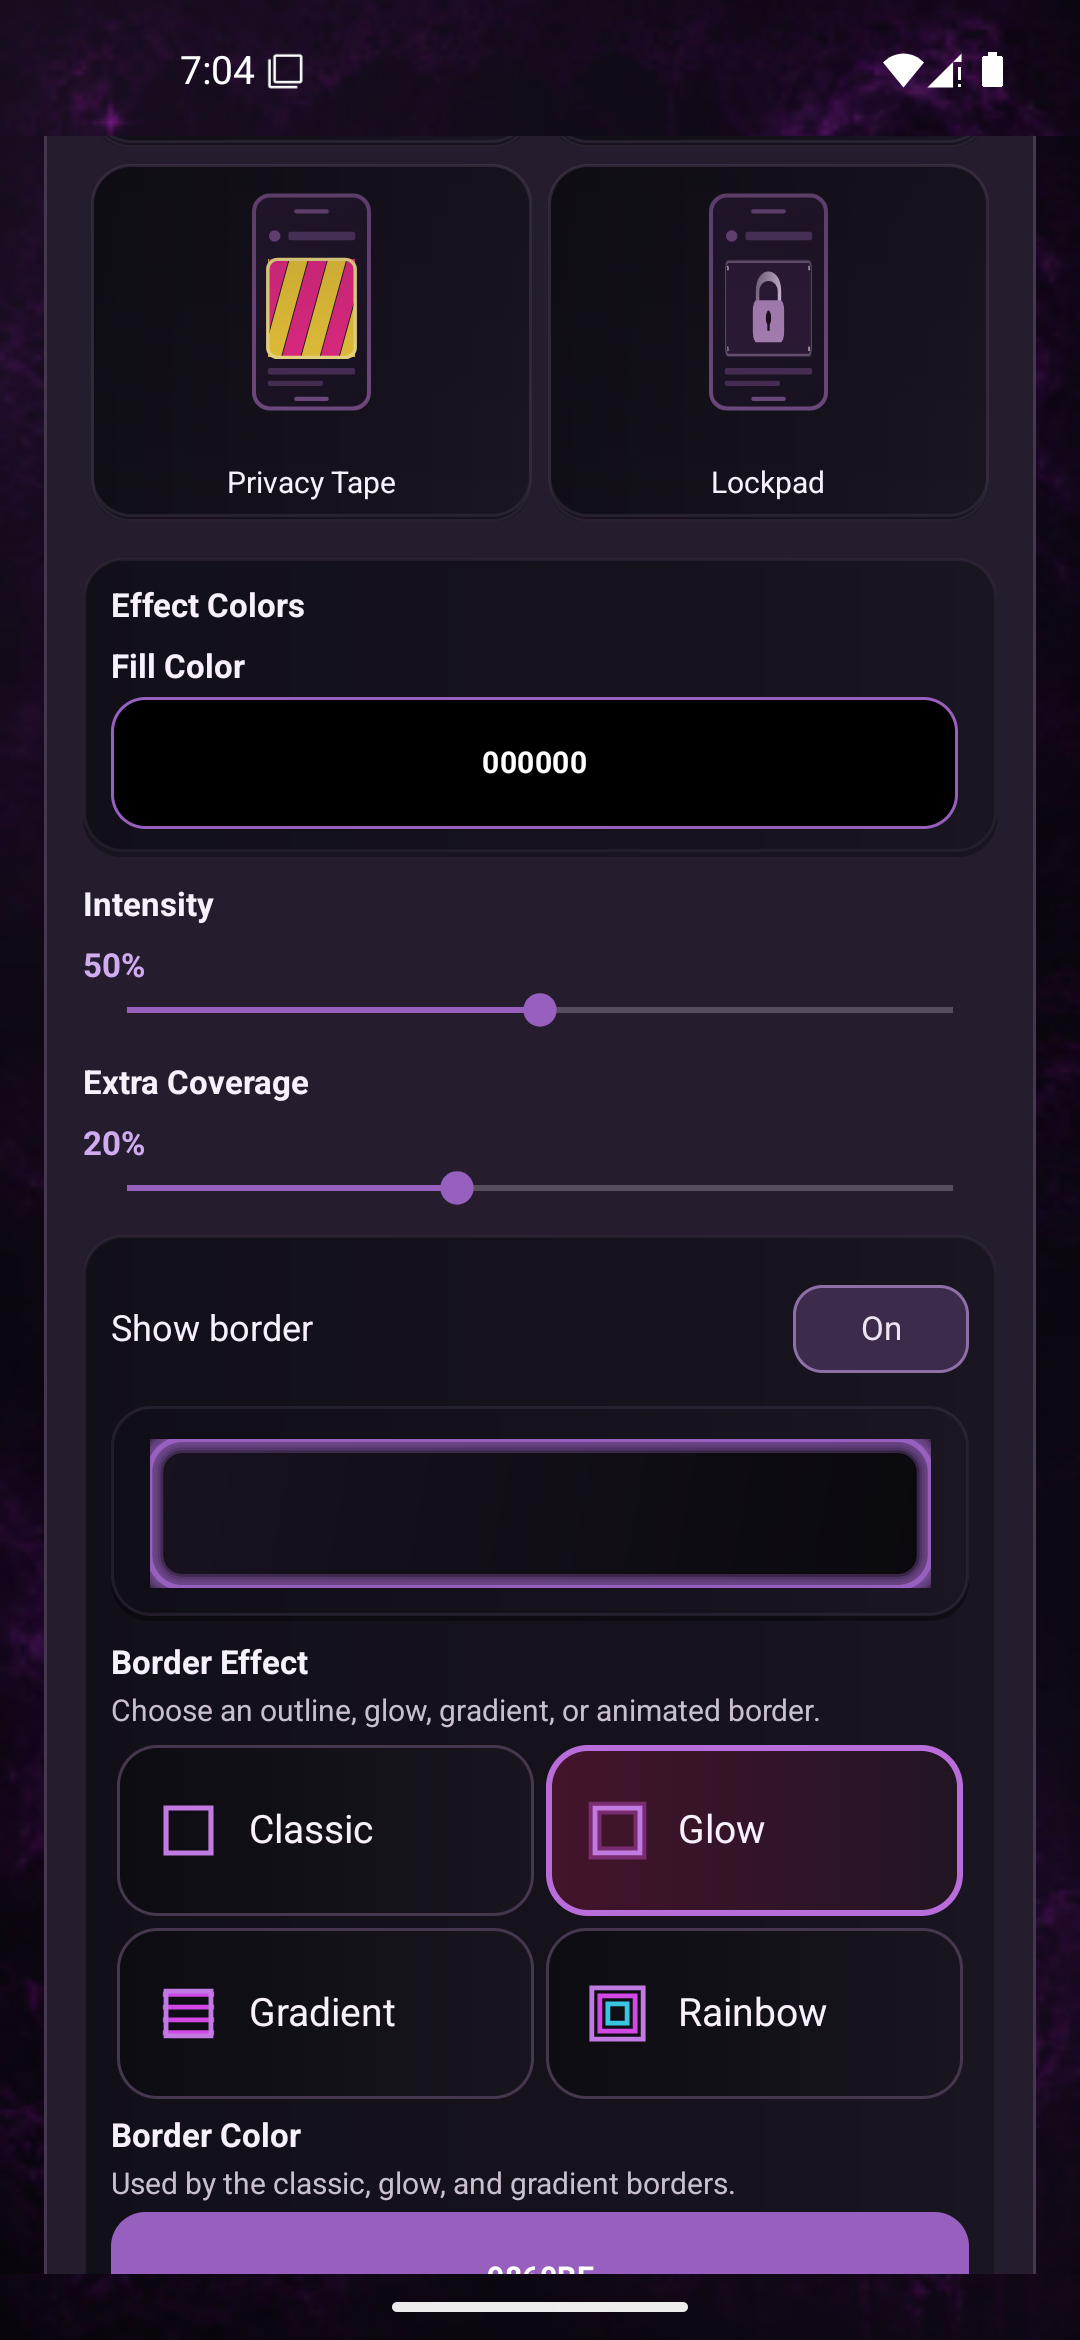 7:04
Privacy Tape
Lockpad
Effect Colors
Fill Color
000000
Intensity
50%
Extra Coverage
20%
Show border
On
Border Effect
Choose an outline, glow, gradient, or animated border.
Classic
Glow
Gradient
Rainbow
Border Color
Used by the classic, glow, and gradient borders.